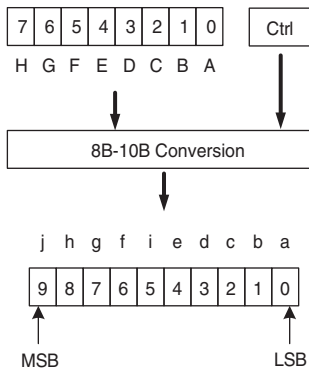 7 6 5 4 3 2 1 0 Ctrl
H G F E D C B A
8B-10B Conversion
j h g f i e d c b a
9 8 7 6 5 4 3 2 1 0
MSB LSB